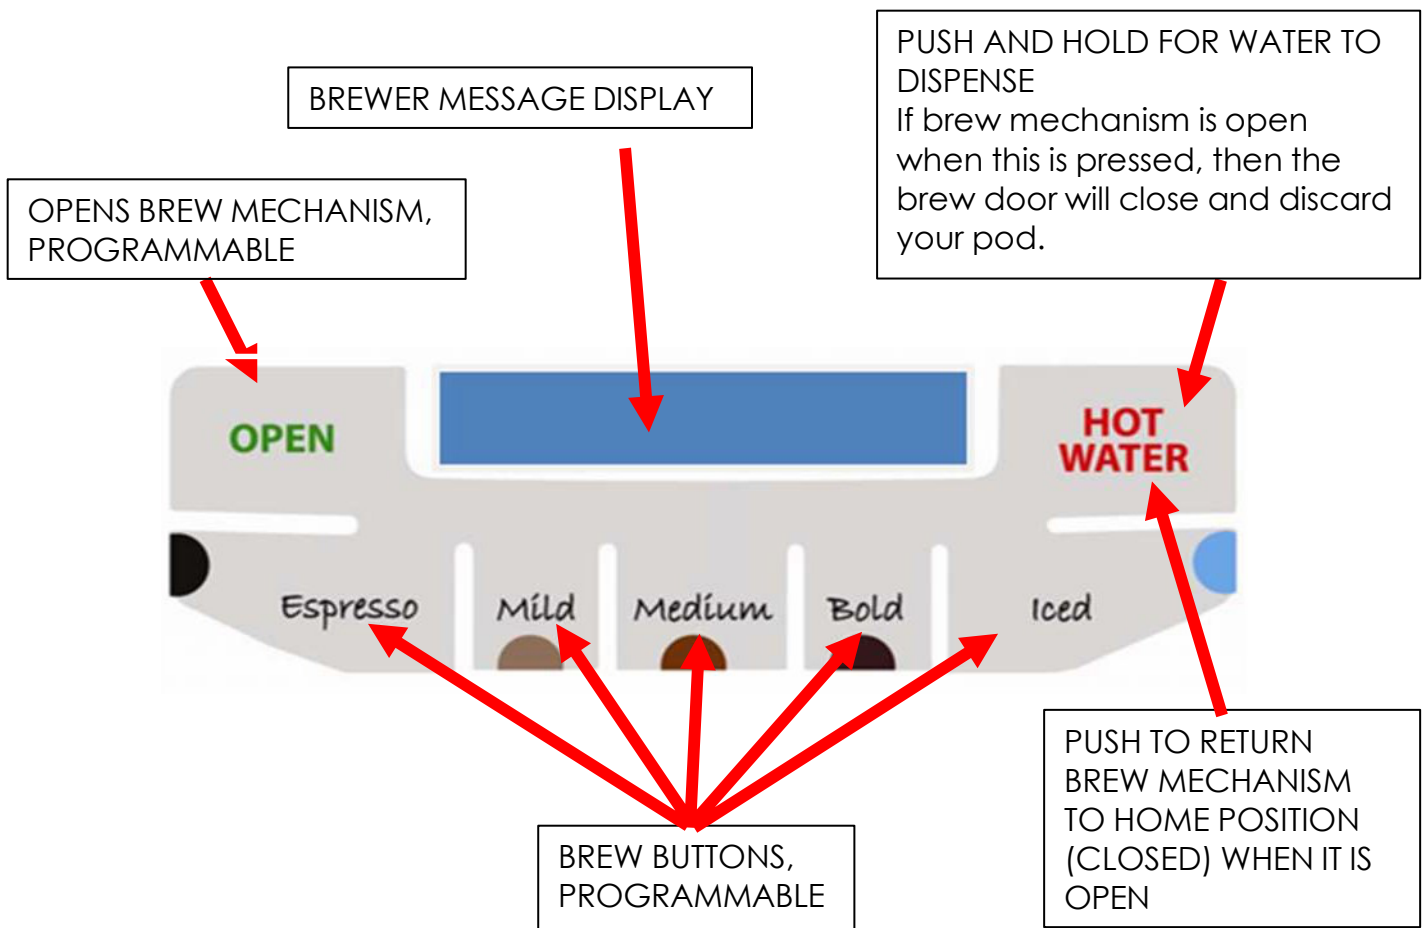 PUSH AND HOLD FOR WATER TO
DISPENSE
If brew mechanism is open
when this is pressed, then the
brew door will close and discard
your pod.
BREWER MESSAGE DISPLAY
OPENS BREW MECHANISM,
PROGRAMMABLE
OPEN
HOT
WATER
Espresso
Mild
Medium
Bold
Iced
BREW BUTTONS,
PROGRAMMABLE
PUSH TO RETURN
BREW MECHANISM
TO HOME POSITION
(CLOSED) WHEN IT IS
OPEN